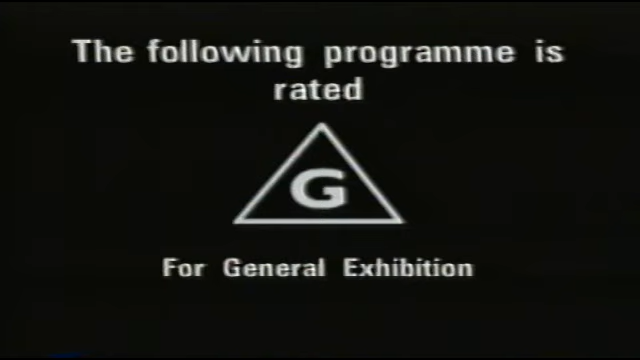 The following programme is
rated
G
For General Exhibition